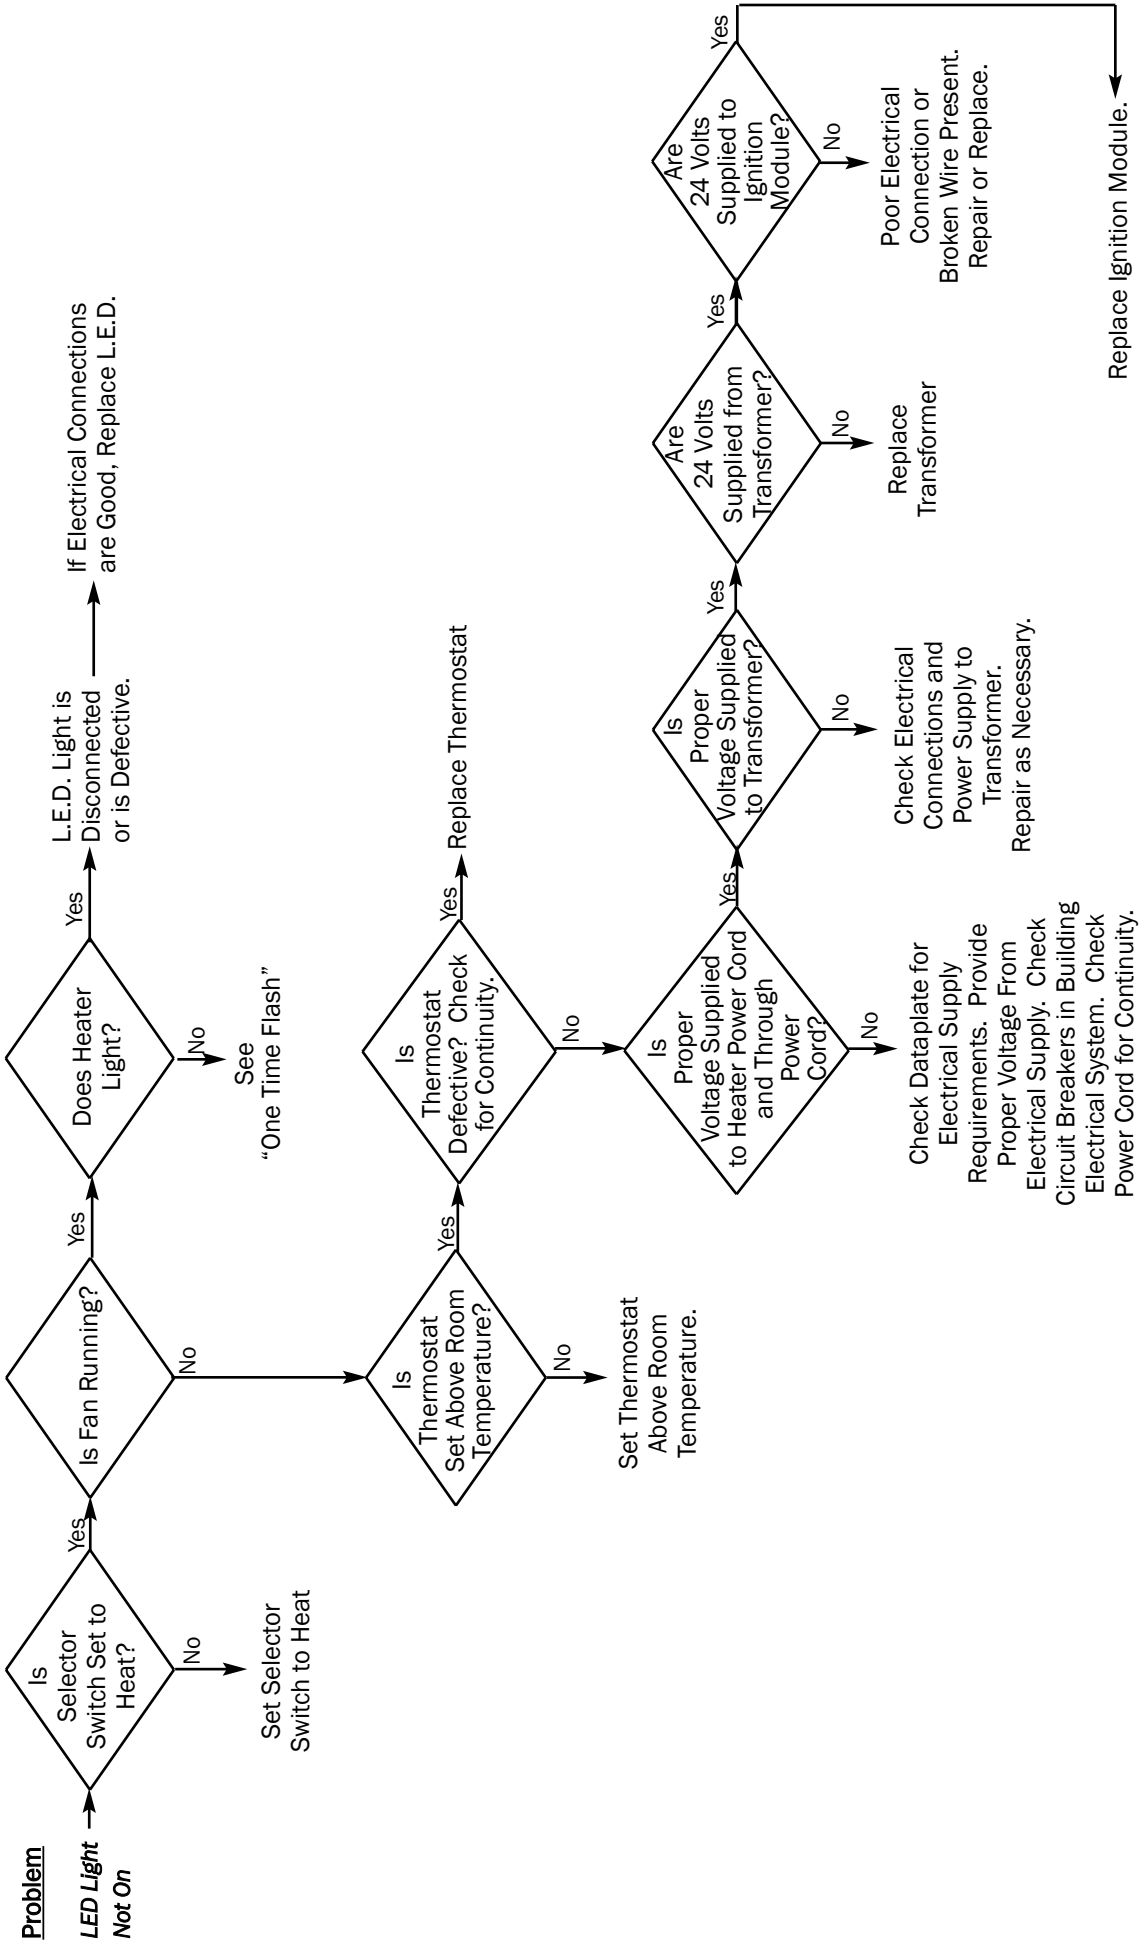 Problem
LED Light
Not On
Is
Selector
Switch Set to
Heat?
Yes
No
Set Selector
Switch to Heat
Is Fan Running?
Yes
No
Does Heater
Light?
Yes
No
See
“One Time Flash”
L.E.D. Light is
Disconnected
or is Defective.
If Electrical Connections
are Good, Replace L.E.D.
Is
Thermostat
Set Above Room
Temperature?
Yes
No
Set Thermostat
Above Room
Temperature.
Is
Thermostat
Defective? Check
for Continuity.
Yes
Replace Thermostat
No
Is
Proper
Voltage Supplied
to Heater Power Cord
and Through
Power
Cord?
Yes
No
Check Dataplate for
Electrical Supply
Requirements. Provide
Proper Voltage From
Electrical Supply. Check
Circuit Breakers in Building
Electrical System. Check
Power Cord for Continuity.
Is
Proper
Voltage Supplied
to Transformer?
Yes
No
Check Electrical
Connections and
Power Supply to
Transformer.
Repair as Necessary.
Are
24 Volts
Supplied from
Transformer?
Yes
No
Replace
Transformer
Are
24 Volts
Supplied to
Ignition
Module?
Yes
No
Poor Electrical
Connection or
Broken Wire Present.
Repair or Replace.
Replace Ignition Module.